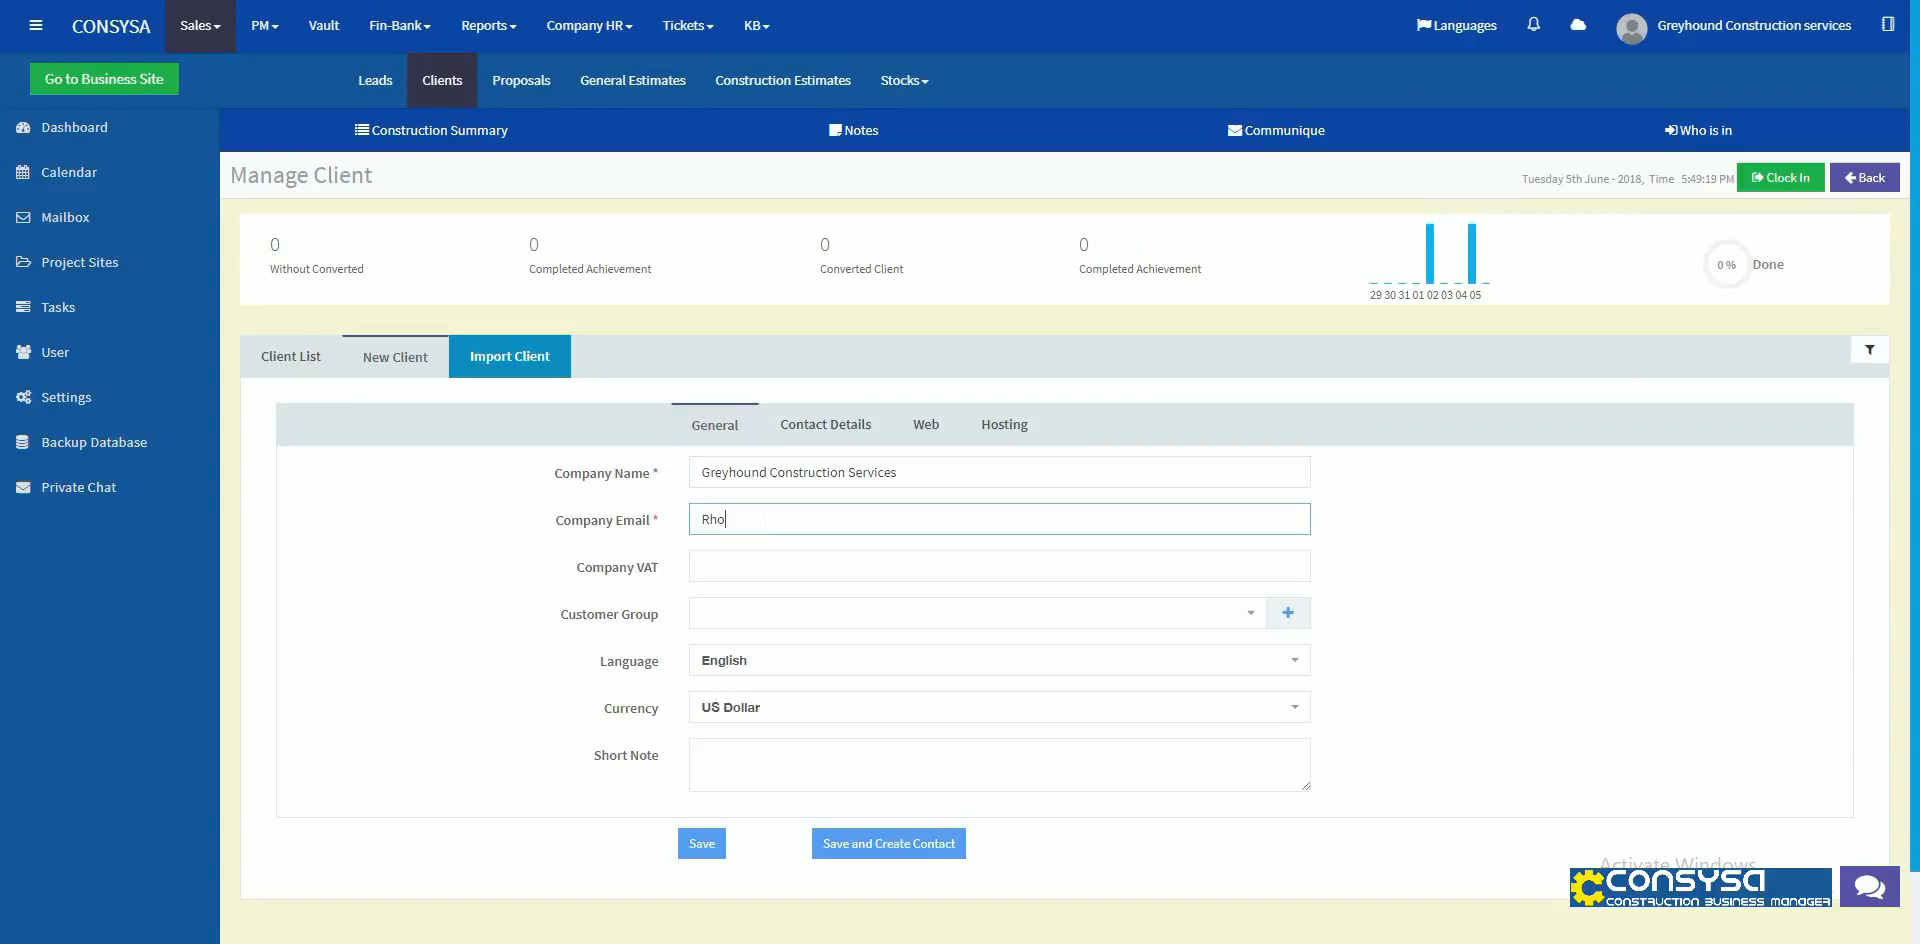 CONSYSA
Sales
PM
Vault
Fin-Bank
Reports
Company HR
Tickets
KB
Languages
Greyhound Construction services
Go to Business Site
Leads
Clients
Proposals
General Estimates
Construction Estimates
Stocks
Dashboard
Calendar
Mailbox
Project Sites
Tasks
User
Settings
Backup Database
Private Chat
Construction Summary
Notes
Communique
Who is in
Manage Client
Tuesday 5th June - 2018, Time 5:49:19 PM
Clock In
Back
0
Without Converted
0
Completed Achievement
0
Converted Client
0
Completed Achievement
29 30 31 01 02 03 04 05
0 %
Done
Client List
New Client
Import Client
General
Contact Details
Web
Hosting
Company Name *
Greyhound Construction Services
Company Email *
Rho
Company VAT
Customer Group
Language
English
Currency
US Dollar
Short Note
Save
Save and Create Contact
Activate Windows
CONSYSA
CONSTRUCTION BUSINESS MANAGER